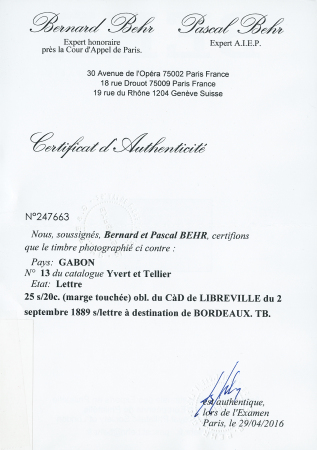 Bernard Behr Pascal Behr
Expert honoraire Expert A.I.E.P.
près la Cour d'Appel de Paris.
30 Avenue de l'Opéra 75002 Paris France
18 rue Drouot 75009 Paris France
19 rue du Rhône 1204 Genève Suisse
Certificat d'Authenticité
N°247663
Nous, soussignés, Bernard et Pascal BEHR, certifions
que le timbre photographié ci contre :
Pays: GABON
N° 13 du catalogue Yvert et Tellier
Etat: Lettre
25 s/20c. (marge touchée) obl. du CàD de LIBREVILLE du 2
septembre 1889 s/lettre à destination de BORDEAUX. TB.
est authentique,
lors de l'Examen
Paris, le 29/04/2016